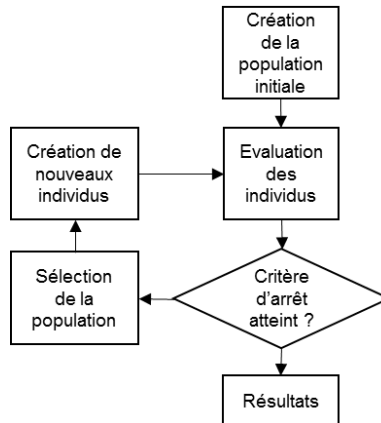 Création
de la
population
initiale
Création de
nouveaux
individus
Evaluation
des
individus
Sélection
de la
population
Critère
d'arrêt
atteint ?
Résultats